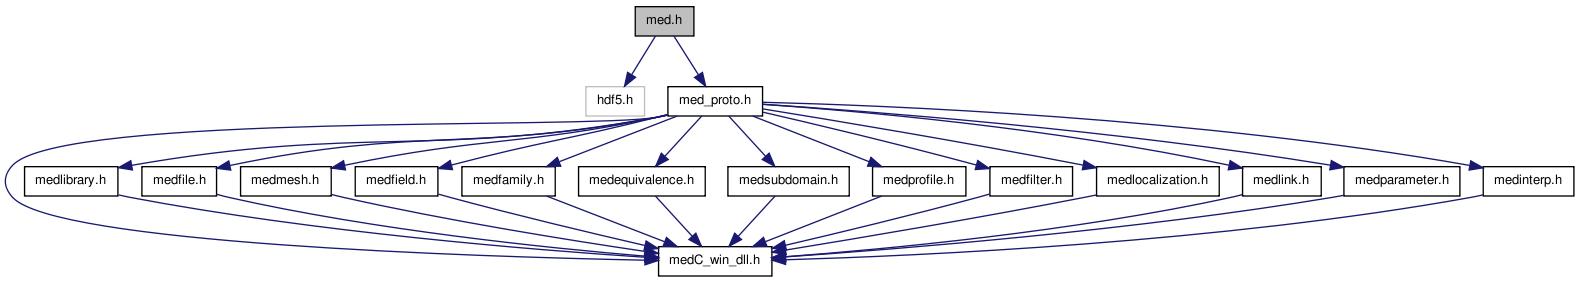 med.h
hdf5.h
med_proto.h
medlibrary.h
medfile.h
medmesh.h
medfield.h
medfamily.h
medequivalence.h
medsubdomain.h
medprofile.h
medfilter.h
medlocalization.h
medlink.h
medparameter.h
medinterp.h
medC_win_dll.h